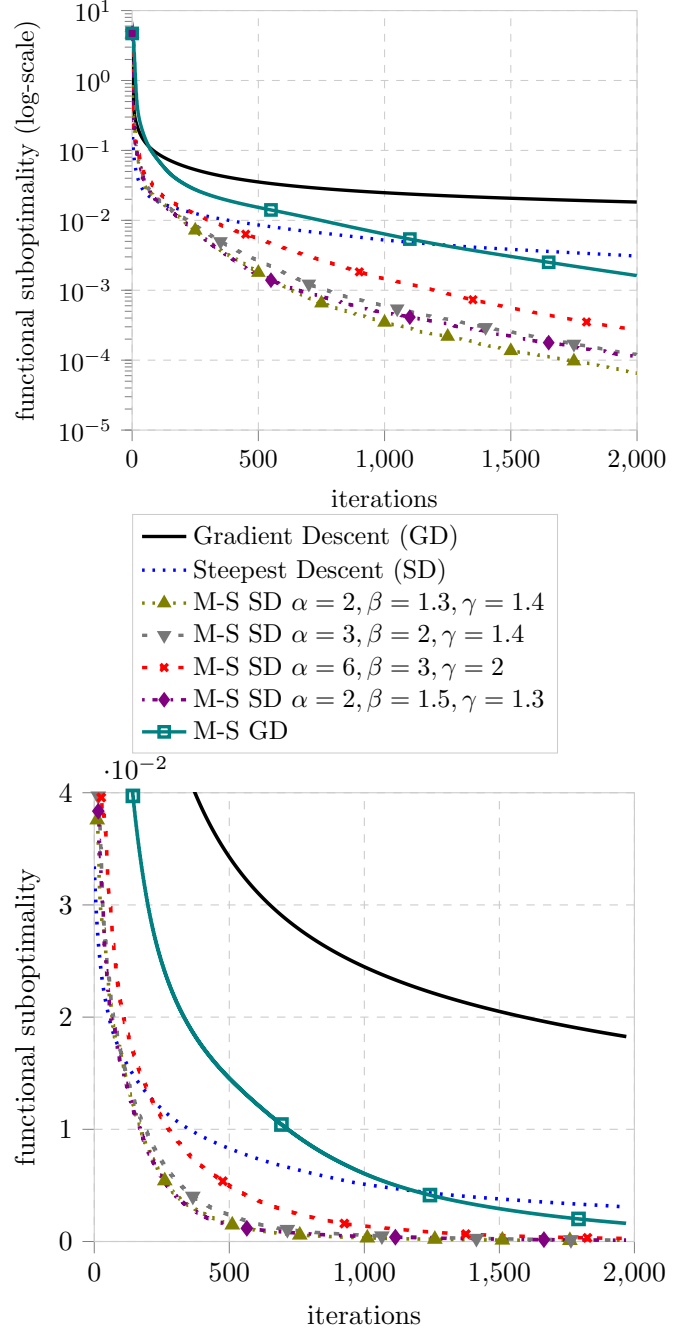 10^1
10^0
10^−1
10^−2
10^−3
10^−4
10^−5
functional suboptimality (log-scale)
0 500 1,000 1,500 2,000
iterations
Gradient Descent (GD)
Steepest Descent (SD)
M-S SD α = 2, β = 1.3, γ = 1.4
M-S SD α = 3, β = 2, γ = 1.4
M-S SD α = 6, β = 3, γ = 2
M-S SD α = 2, β = 1.5, γ = 1.3
M-S GD
·10^−2
4
3
2
1
0
functional suboptimality
0 500 1,000 1,500 2,000
iterations